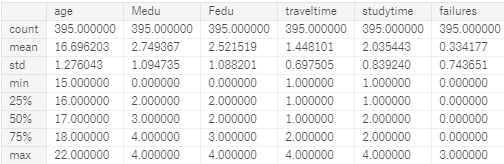 age Medu Fedu traveltime studytime failures
count 395.000000 395.000000 395.000000 395.000000 395.000000 395.000000
mean 16.696203 2.749367 2.521519 1.448101 2.035443 0.334177
std 1.276043 1.094735 1.088201 0.697505 0.839240 0.743651
min 15.000000 0.000000 0.000000 1.000000 1.000000 0.000000
25% 16.000000 2.000000 2.000000 1.000000 1.000000 0.000000
50% 17.000000 3.000000 2.000000 1.000000 2.000000 0.000000
75% 18.000000 4.000000 3.000000 2.000000 2.000000 0.000000
max 22.000000 4.000000 4.000000 4.000000 4.000000 3.000000